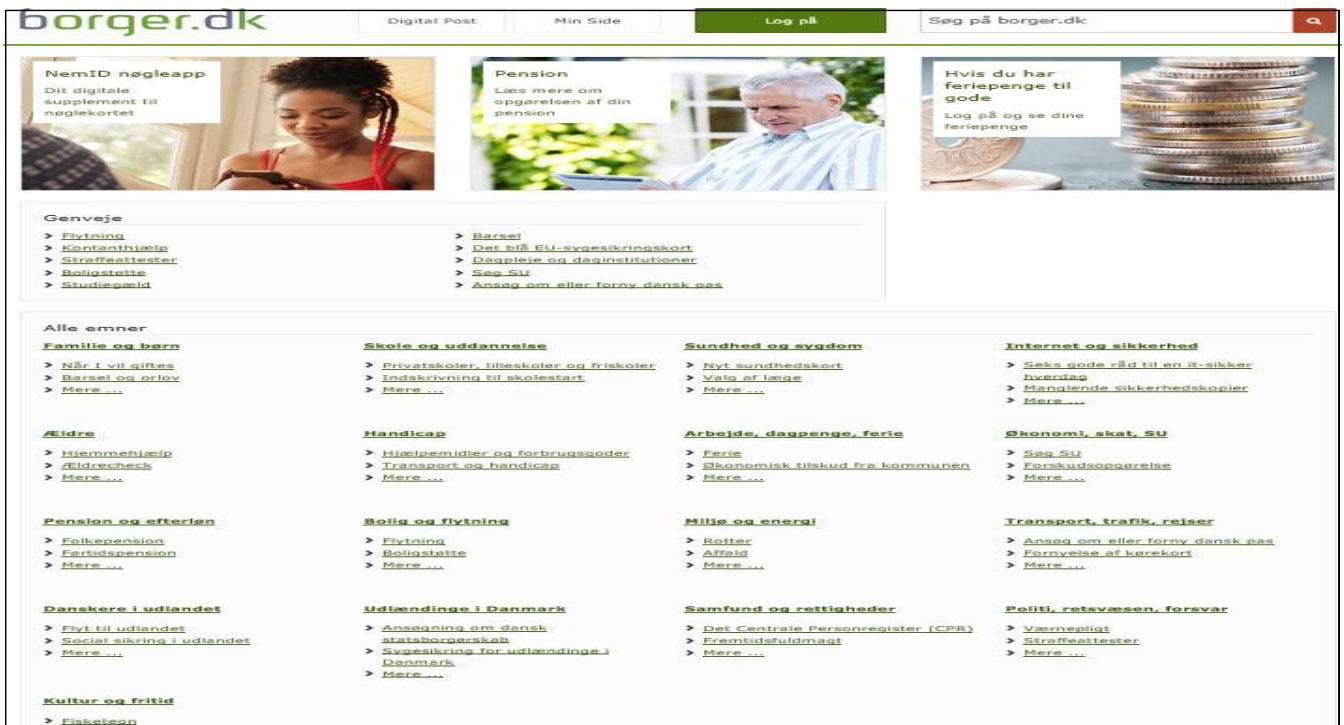 borger.dk
Digital Post
Min Side
Log på
Søg på borger.dk
NemID nøgleapp
Dit digitale
supplement til
nøglekortet
Pension
Læs mere om
opgørelsen af din
pension
Hvis du har
feriepenge til
gode
Log på og se dine
feriepenge
Genveje
Flytning
Kontanthjælp
Straffeattester
Boligstøtte
Studiegæld
Barsel
Det blå EU-sygesikringskort
Dagpleje og daginstitutioner
Søg SU
Ansøg om eller forny dansk pas
Alle emner
Familie og børn
Når I vil giftes
Barsel og orlov
Mere ...
Skole og uddannelse
Privatskoler, lilleskoler og friskoler
Indskrivning til skolestart
Mere ...
Sundhed og sygdom
Nyt sundhedskort
Valg af læge
Mere ...
Internet og sikkerhed
Seks gode råd til en it-sikker
hverdag
Manglende sikkerhedskopier
Mere ...
Ældre
Hjemmehjælp
Ældrecheck
Mere ...
Handicap
Hjælpemidler og forbrugsgoder
Transport og handicap
Mere ...
Arbejde, dagpenge, ferie
Ferie
Økonomisk tilskud fra kommunen
Mere ...
Økonomi, skat, SU
Søg SU
Forskudsopgørelse
Mere ...
Pension og efterløn
Folkepension
Førtidspension
Mere ...
Bolig og flytning
Flytning
Boligstøtte
Mere ...
Miljø og energi
Rotter
Affald
Mere ...
Transport, trafik, rejser
Ansøg om eller forny dansk pas
Fornyelse af kørekort
Mere ...
Danskere i udlandet
Flyt til udlandet
Social sikring i udlandet
Mere ...
Udlændinge i Danmark
Ansøgning om dansk
statsborgerskab
Sygesikring for udlændinge i
Danmark
Mere ...
Samfund og rettigheder
Det Centrale Personregister (CPR)
Fremtidsfuldmagt
Mere ...
Politi, retsvæsen, forsvar
Værnepligt
Straffeattester
Mere ...
Kultur og fritid
Fisketegn